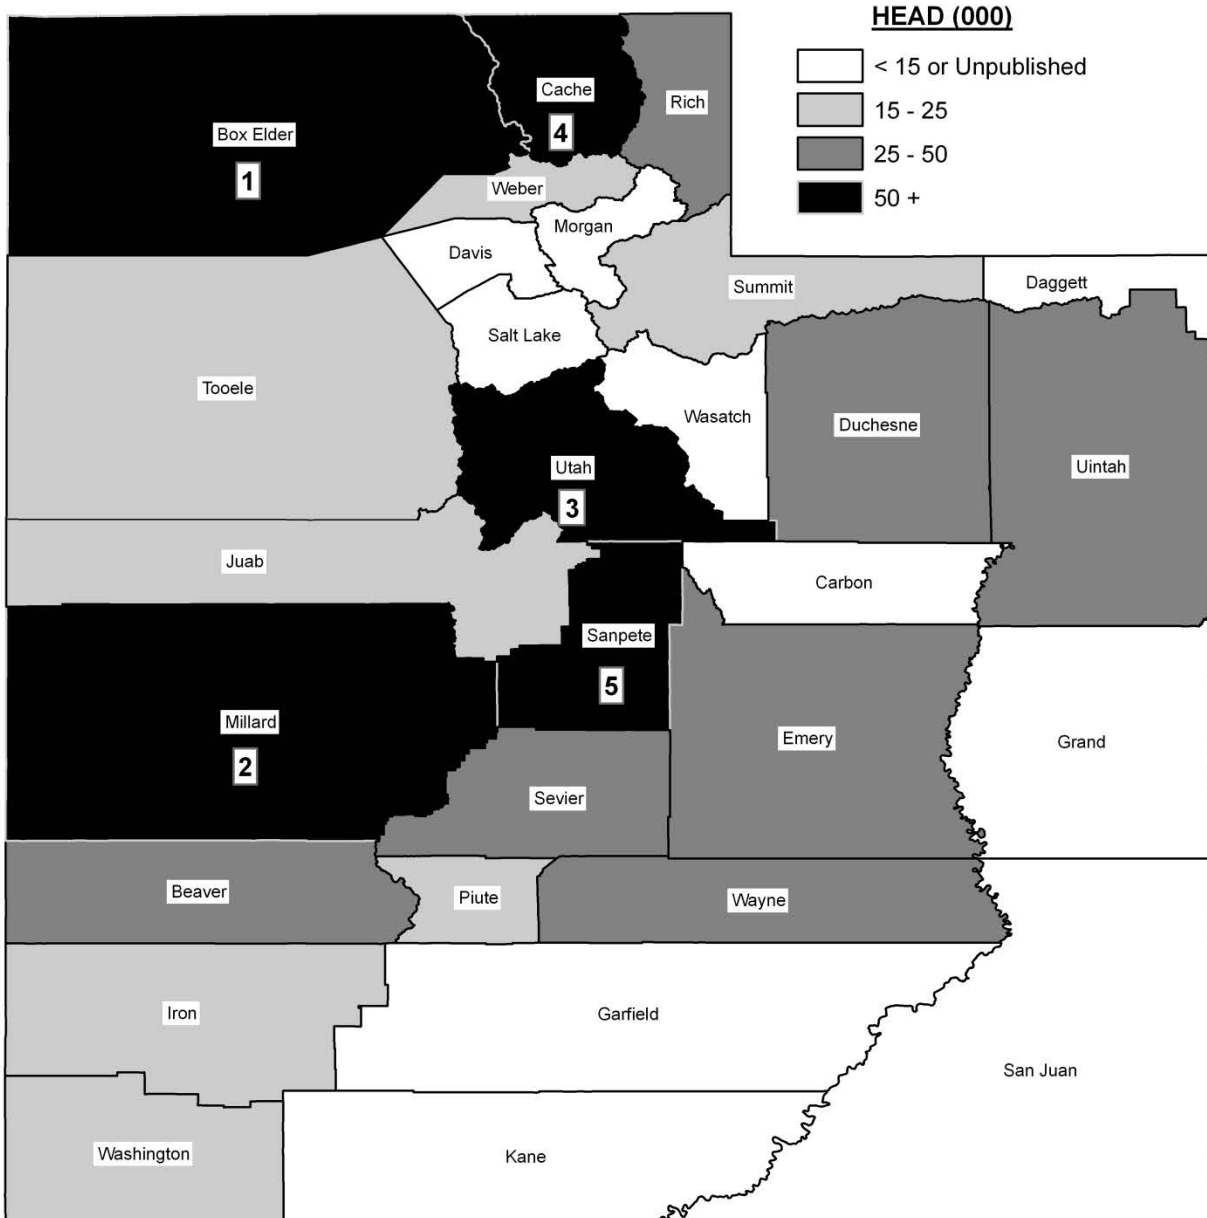 HEAD (000)
< 15 or Unpublished
15 - 25
25 - 50
50 +
Cache
4
Rich
Box Elder
1
Weber
Morgan
Davis
Summit
Daggett
Salt Lake
Tooele
Wasatch
Duchesne
Uintah
Utah
3
Juab
Carbon
Sanpete
5
Millard
2
Emery
Grand
Sevier
Beaver
Piute
Wayne
Iron
Garfield
San Juan
Washington
Kane